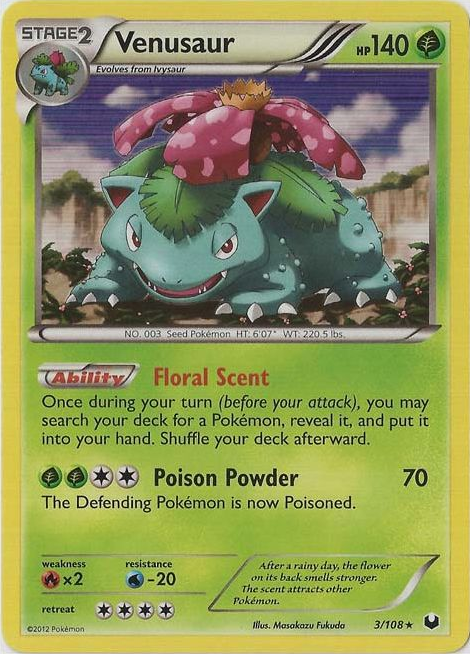 STAGE2
Venusaur
HP140
Evolves from Ivysaur
NO. 003 Seed Pokémon HT: 6'07" WT: 220.5 lbs.
Ability Floral Scent
Once during your turn (before your attack), you may
search your deck for a Pokémon, reveal it, and put it
into your hand. Shuffle your deck afterward.
Poison Powder 70
The Defending Pokémon is now Poisoned.
weakness
×2
resistance
-20
retreat
After a rainy day, the flower
on its back smells stronger.
The scent attracts other
Pokémon.
©2012 Pokémon
Illus. Masakazu Fukuda
3/108★